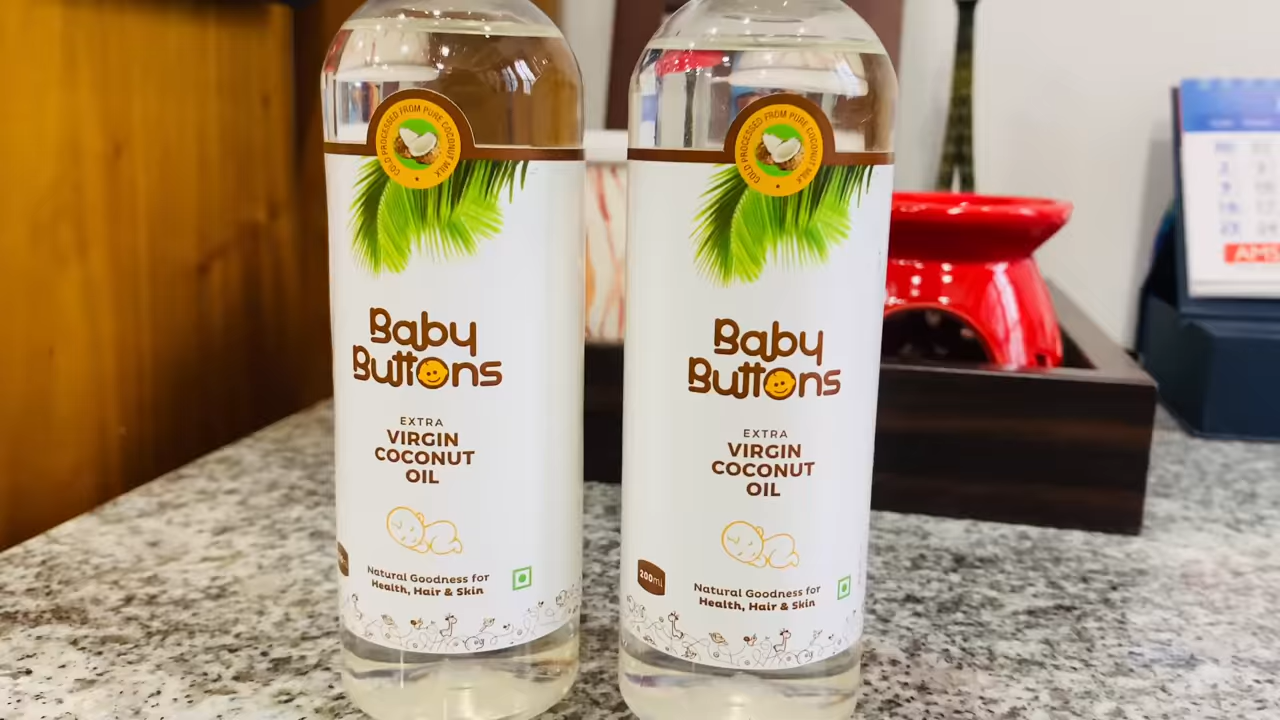 COLD PROCESSED FROM PURE COCONUT MILK
Baby
Buttons
EXTRA
VIRGIN
COCONUT
OIL
Natural Goodness for
Health, Hair & Skin
COLD PROCESSED FROM PURE COCONUT MILK
Baby
Buttons
EXTRA
VIRGIN
COCONUT
OIL
200ml
Natural Goodness for
Health, Hair & Skin
AMS